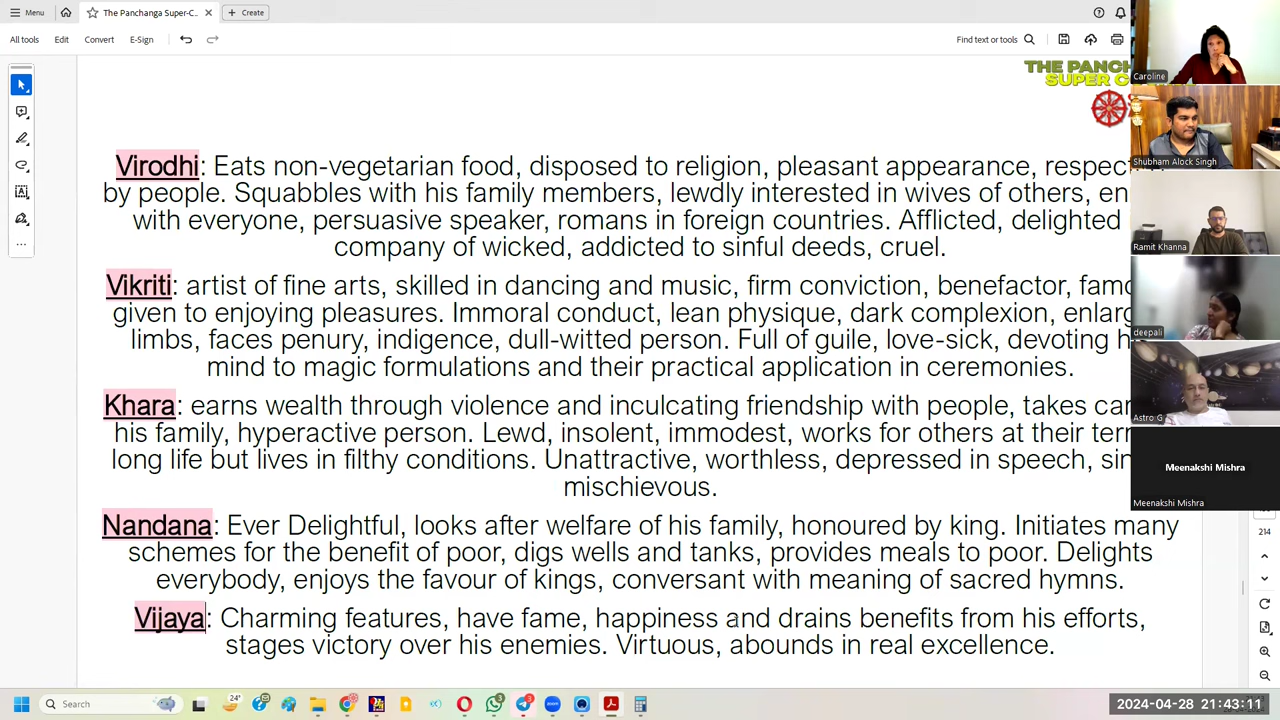 Menu
The Panchanga Super-C..
Create
All tools
Edit
Convert
E-Sign
Find text or tools
THE PANCH
SUPER C
Caroline
Shubham Alock Singh
Ramit Khanna
deepali
Astro G
Meenakshi Mishra
Meenakshi Mishra
Virodhi: Eats non-vegetarian food, disposed to religion, pleasant appearance, respec
by people. Squabbles with his family members, lewdly interested in wives of others, en
with everyone, persuasive speaker, romans in foreign countries. Afflicted, delighted
company of wicked, addicted to sinful deeds, cruel.
Vikriti: artist of fine arts, skilled in dancing and music, firm conviction, benefactor, famo
given to enjoying pleasures. Immoral conduct, lean physique, dark complexion, enlarg
limbs, faces penury, indigence, dull-witted person. Full of guile, love-sick, devoting h
mind to magic formulations and their practical application in ceremonies.
Khara: earns wealth through violence and inculcating friendship with people, takes car
his family, hyperactive person. Lewd, insolent, immodest, works for others at their ter
long life but lives in filthy conditions. Unattractive, worthless, depressed in speech, sin
mischievous.
Nandana: Ever Delightful, looks after welfare of his family, honoured by king. Initiates many
schemes for the benefit of poor, digs wells and tanks, provides meals to poor. Delights
everybody, enjoys the favour of kings, conversant with meaning of sacred hymns.
Vijaya: Charming features, have fame, happiness and drains benefits from his efforts,
stages victory over his enemies. Virtuous, abounds in real excellence.
214
Search
24°
2024-04-28 21:43:11